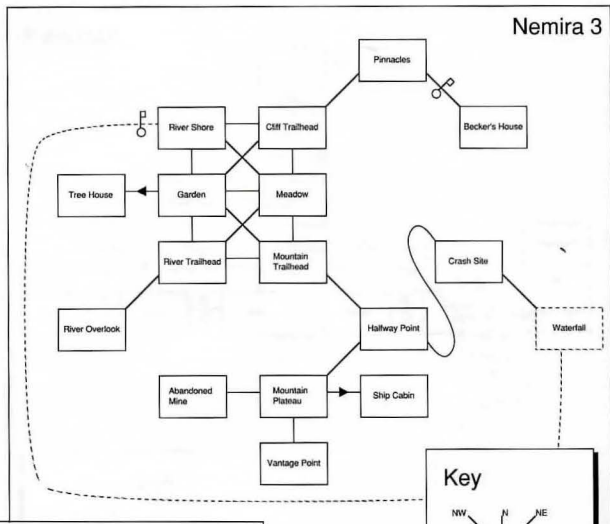 Nemira 3
Pinnacles
River Shore
Cliff Trailhead
Becker's House
Tree House
Garden
Meadow
River Trailhead
Mountain
Trailhead
Crash Site
River Overlook
Halfway Point
Waterfall
Abandoned
Mine
Mountain
Plateau
Ship Cabin
Vantage Point
Key
NW
N
NE